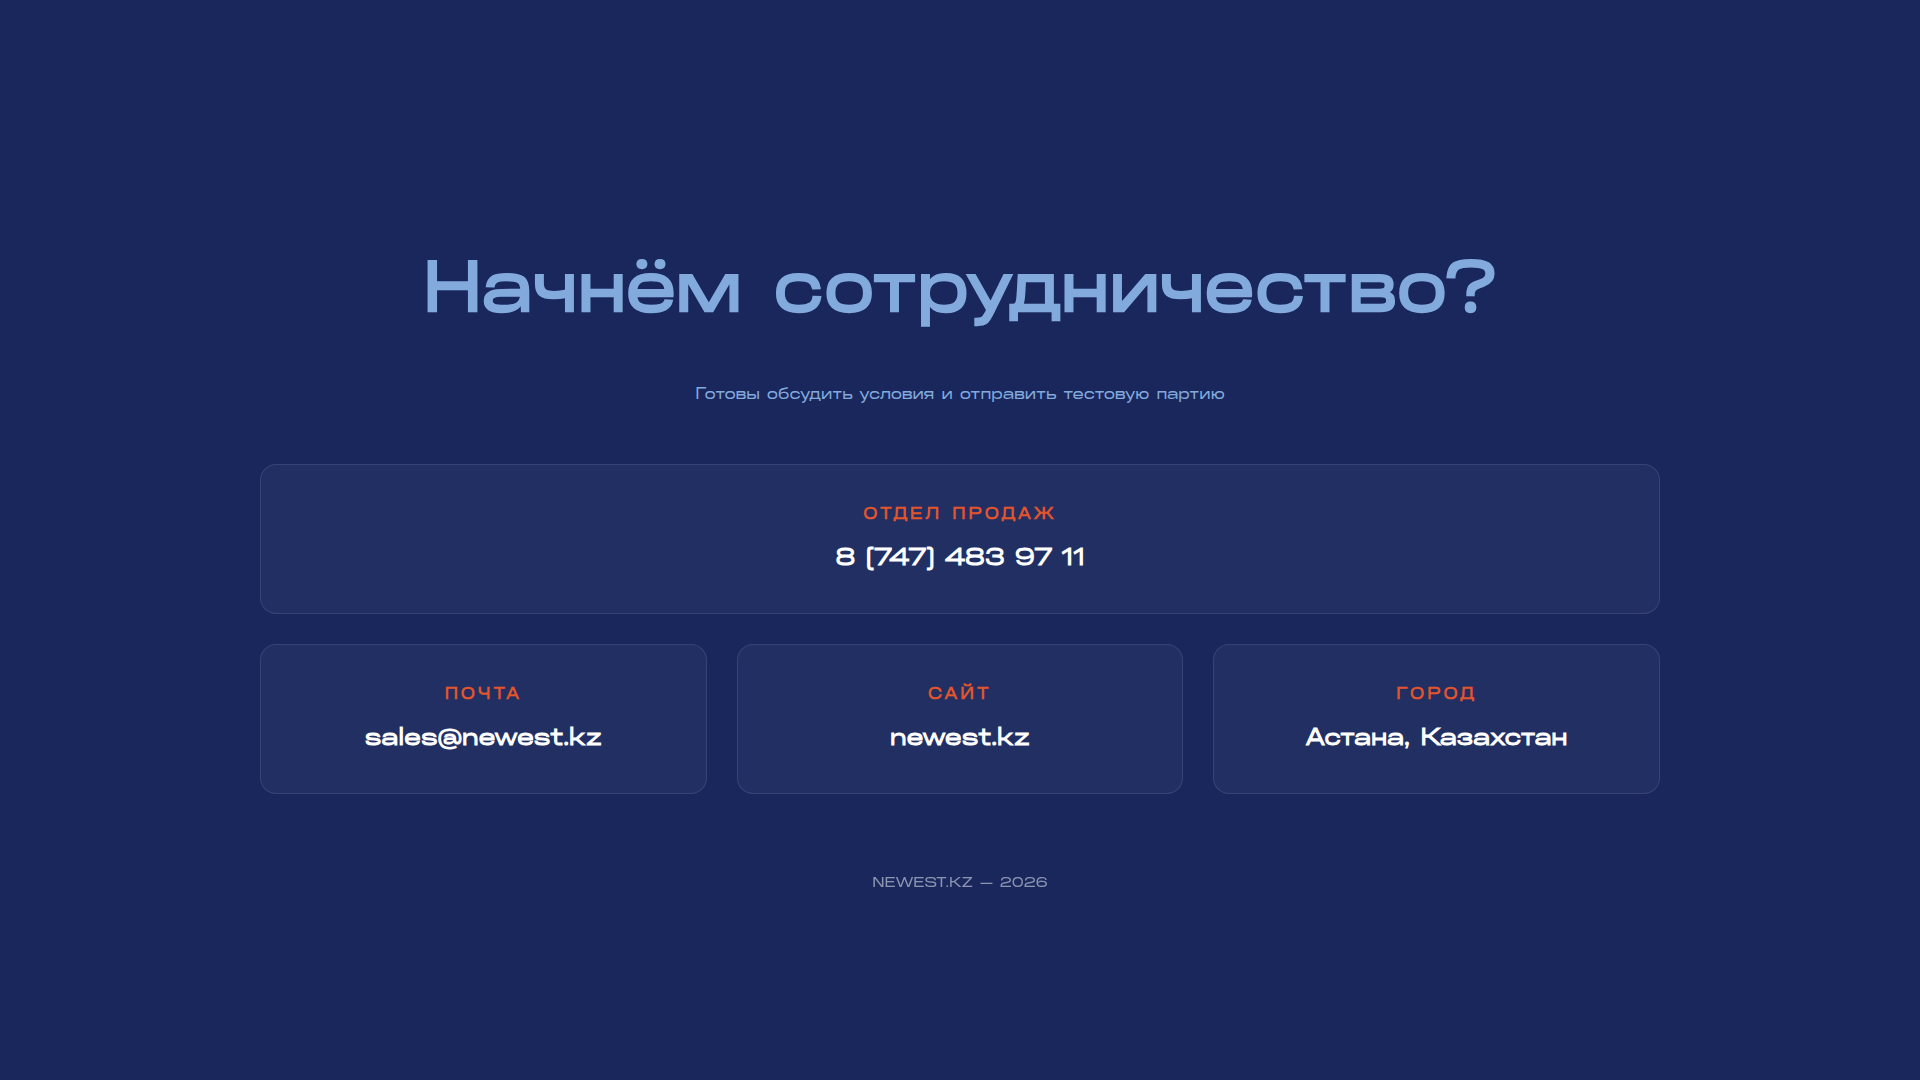 Начнём сотрудничество?
Готовы обсудить условия и отправить тестовую партию
ОТДЕЛ ПРОДАЖ
8 (747) 483 97 11
ПОЧТА
sales@newest.kz
САЙТ
newest.kz
ГОРОД
Астана, Казахстан
NEWEST.KZ — 2026